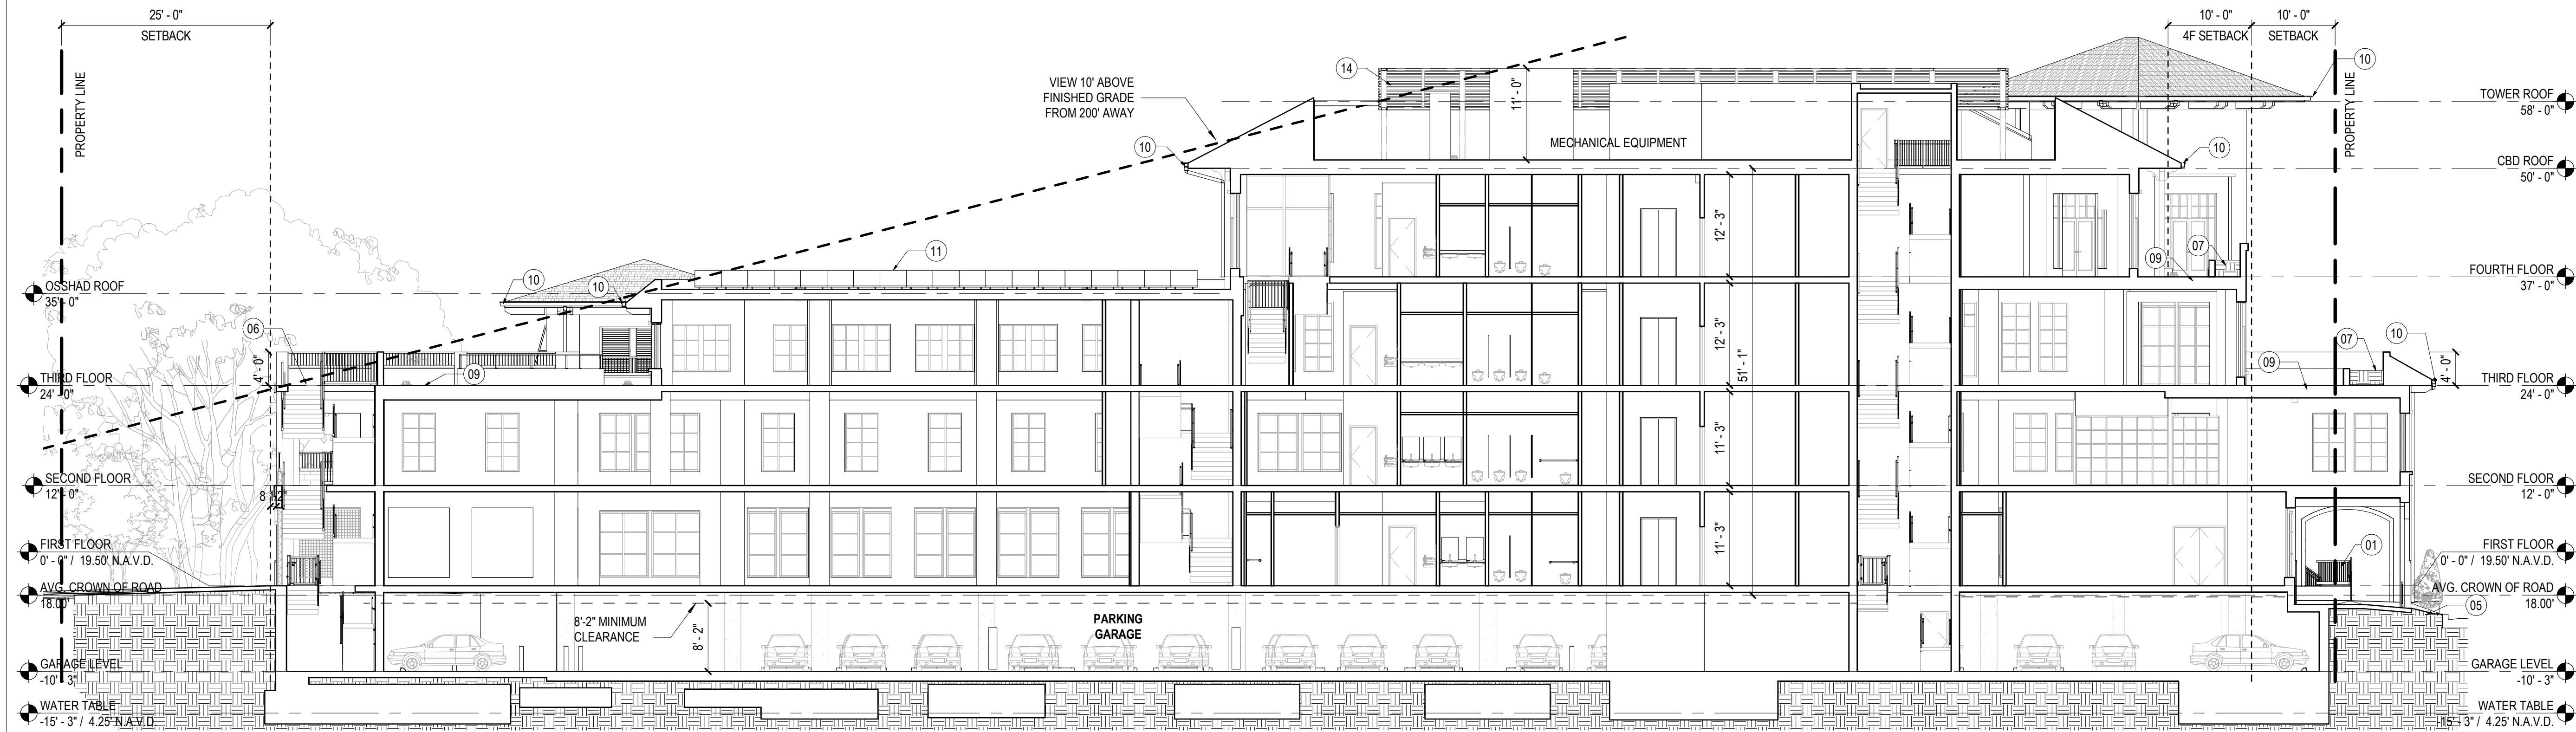 25' - 0"
SETBACK
10' - 0"
10' - 0"
4F SETBACK
SETBACK
PROPERTY LINE
VIEW 10' ABOVE
FINISHED GRADE
FROM 200' AWAY
14
11' - 0"
MECHANICAL EQUIPMENT
10
PROPERTY LINE
TOWER ROOF
58' - 0"
10
10
CBD ROOF
50' - 0"
12' - 3"
11
10
10
OSSHAD ROOF
35' - 0"
07
09
FOURTH FLOOR
37' - 0"
06
4' - 0"
09
12' - 3"
51' - 1"
10
07
09
4' - 0"
THIRD FLOOR
24' - 0"
THIRD FLOOR
24' - 0"
11' - 3"
SECOND FLOOR
12' - 0"
SECOND FLOOR
12' - 0"
11' - 3"
FIRST FLOOR
0' - 0" / 19.50' N.A.V.D.
01
FIRST FLOOR
0' - 0" / 19.50' N.A.V.D.
AVG. CROWN OF ROAD
18.00'
AVG. CROWN OF ROAD
18.00'
05
8'-2" MINIMUM
CLEARANCE
8' - 2"
PARKING
GARAGE
GARAGE LEVEL
-10' - 3"
GARAGE LEVEL
-10' - 3"
WATER TABLE
-15' - 3" / 4.25' N.A.V.D.
WATER TABLE
-15' - 3" / 4.25' N.A.V.D.